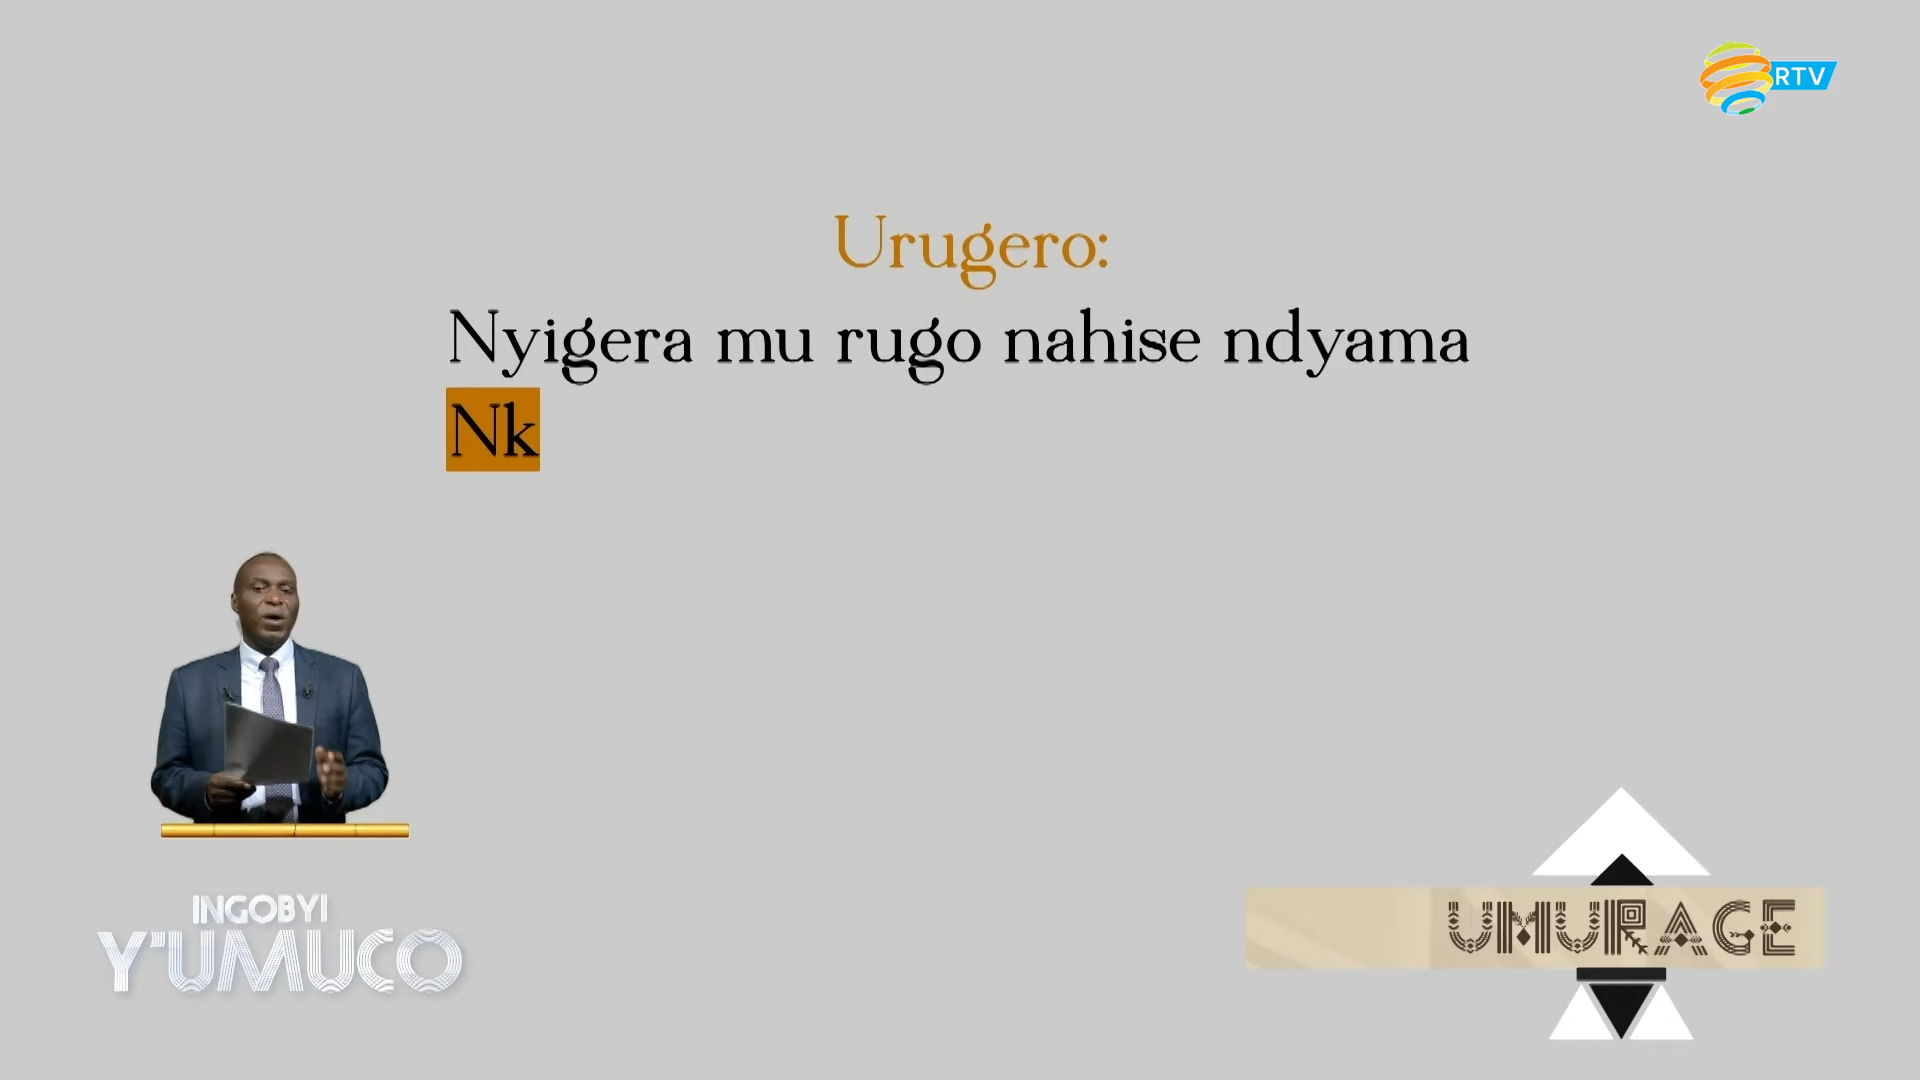 RTV
Urugero:
Nyigera mu rugo nahise ndyama
Nk
INGOBYI
Y'UMUCO
UMURAGE